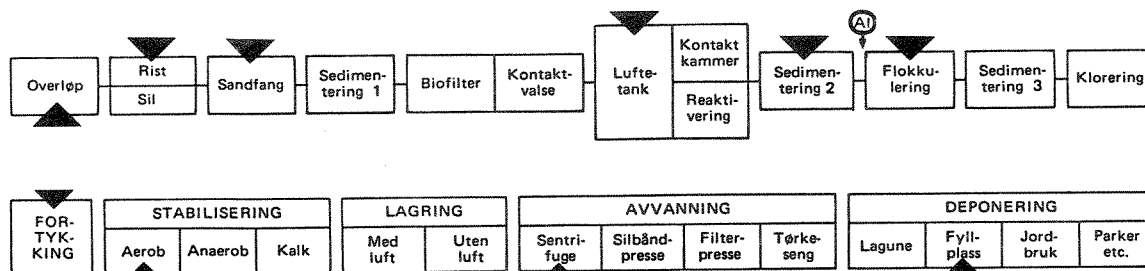 Al
Overløp
Rist
Sil
Sandfang
Sedimen-
tering 1
Biofilter
Kontakt-
valse
Lufte-
tank
Kontakt
kammer
Reakti-
vering
Sedimen-
tering 2
Flokku-
lering
Sedimen-
tering 3
Klorering
FOR-
TYK-
KING
STABILISERING
Aerob
Anaerob
Kalk
LAGRING
Med
luft
Uten
luft
AVVANNING
Sentri-
fuge
Silbånd-
presse
Filter-
presse
Tørke-
seng
DEPONERING
Lagune
Fyll-
plass
Jord-
bruk
Parker
etc.